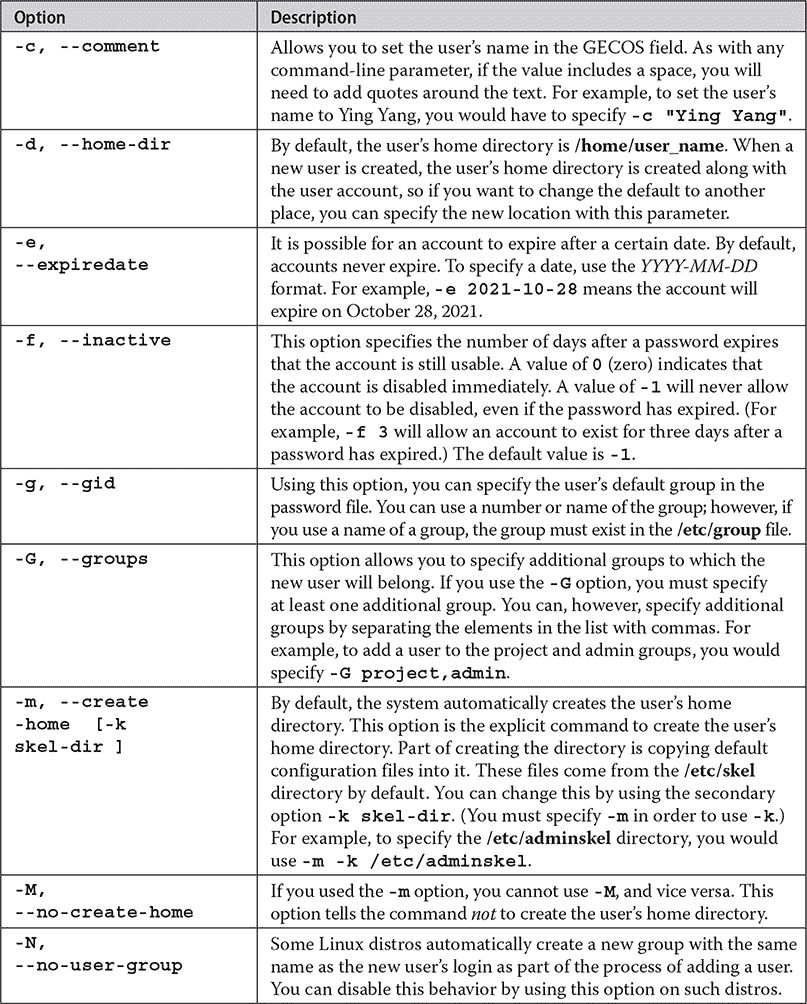 Option Description
-c, --comment Allows you to set the user's name in the GECOS field. As with any
command-line parameter, if the value includes a space, you will
need to add quotes around the text. For example, to set the user's
name to Ying Yang, you would have to specify -c "Ying Yang".
-d, --home-dir By default, the user's home directory is /home/user_name. When a
new user is created, the user's home directory is created along with
the user account, so if you want to change the default to another
place, you can specify the new location with this parameter.
-e, It is possible for an account to expire after a certain date. By default,
--expiredate accounts never expire. To specify a date, use the YYYY-MM-DD
format. For example, -e 2021-10-28 means the account will
expire on October 28, 2021.
-f, --inactive This option specifies the number of days after a password expires
that the account is still usable. A value of 0 (zero) indicates that
the account is disabled immediately. A value of -1 will never allow
the account to be disabled, even if the password has expired. (For
example, -f 3 will allow an account to exist for three days after a
password has expired.) The default value is -1.
-g, --gid Using this option, you can specify the user's default group in the
password file. You can use a number or name of the group; however, if
you use a name of a group, the group must exist in the /etc/group file.
-G, --groups This option allows you to specify additional groups to which the
new user will belong. If you use the -G option, you must specify
at least one additional group. You can, however, specify additional
groups by separating the elements in the list with commas. For
example, to add a user to the project and admin groups, you would
specify -G project,admin.
-m, --create By default, the system automatically creates the user's home
-home [-k directory. This option is the explicit command to create the user's
skel-dir ] home directory. Part of creating the directory is copying default
configuration files into it. These files come from the /etc/skel
directory by default. You can change this by using the secondary
option -k skel-dir. (You must specify -m in order to use -k.)
For example, to specify the /etc/adminskel directory, you would
use -m -k /etc/adminskel.
-M, If you used the -m option, you cannot use -M, and vice versa. This
--no-create-home option tells the command not to create the user's home directory.
-N, Some Linux distros automatically create a new group with the same
--no-user-group name as the new user's login as part of the process of adding a user.
You can disable this behavior by using this option on such distros.